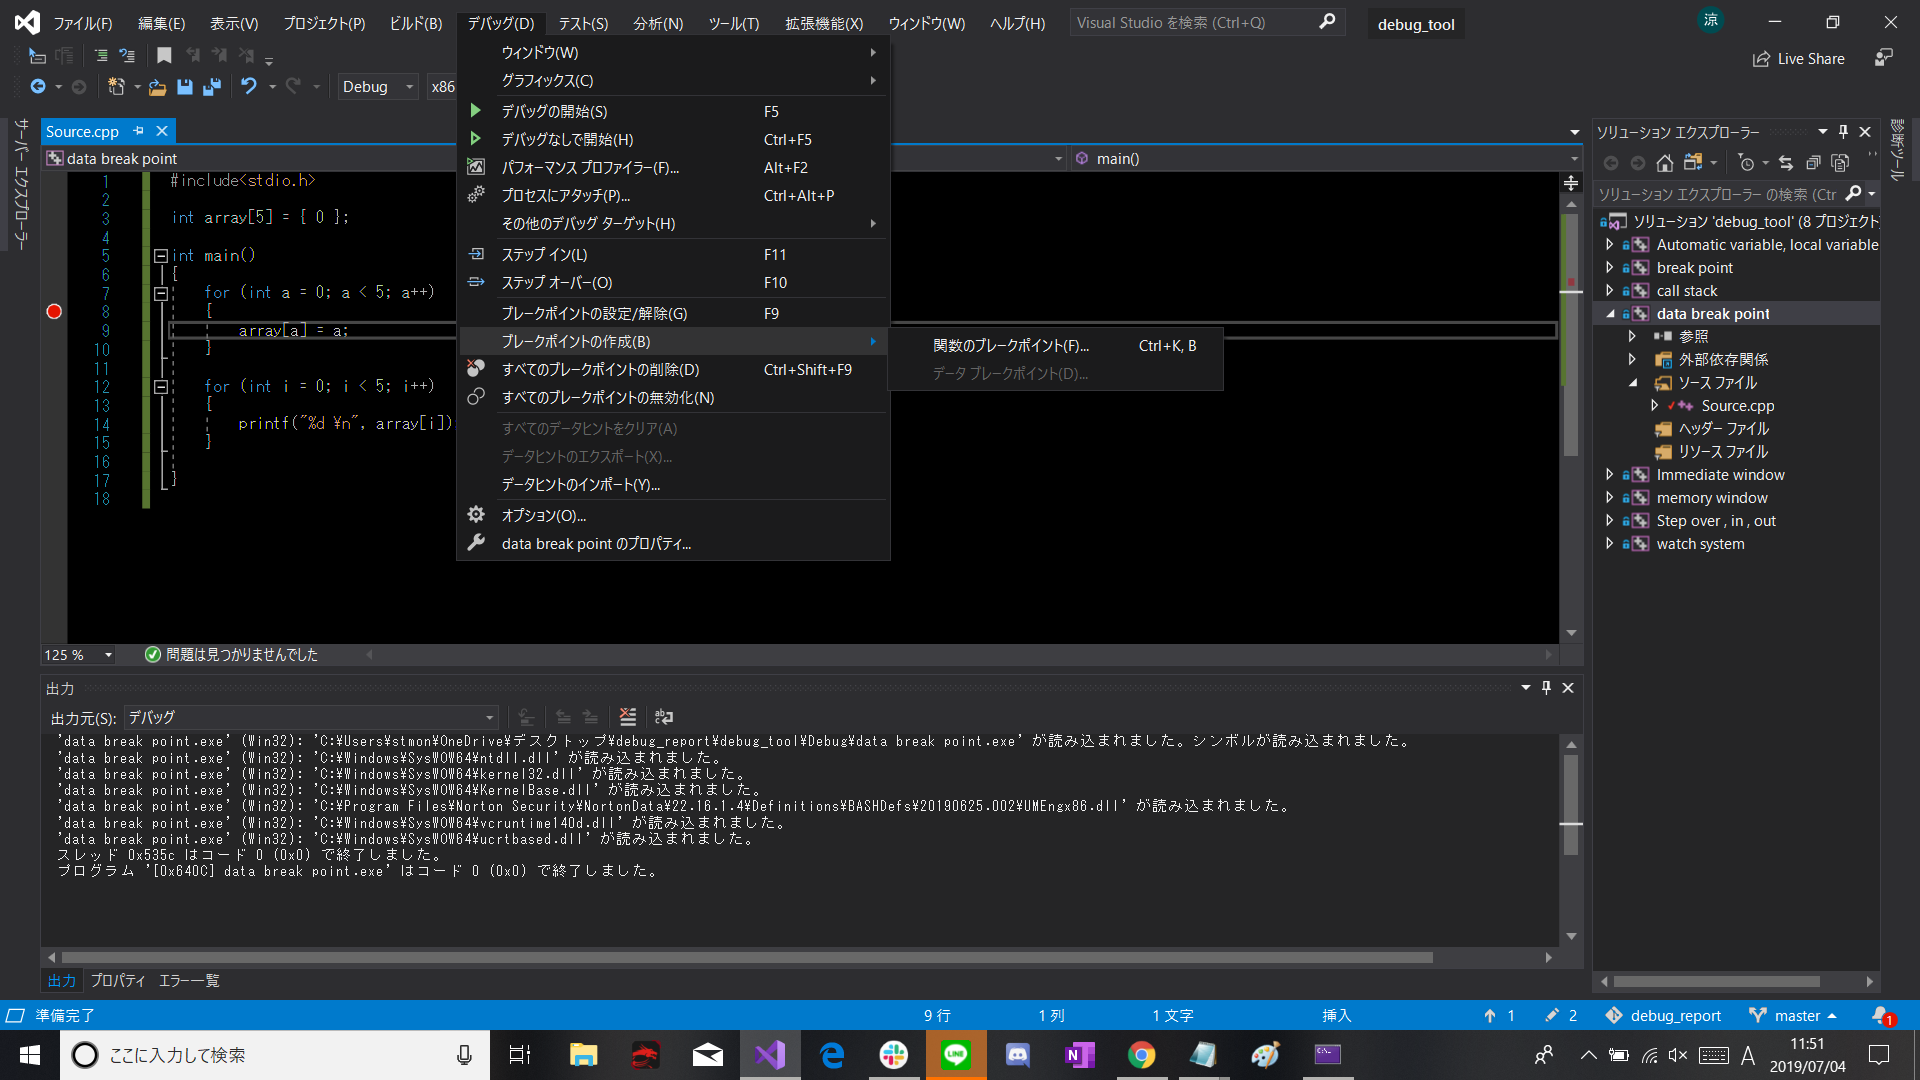 ファイル(F) 編集(E) 表示(V) プロジェクト(P) ビルド(B) デバッグ(D) テスト(S) 分析(N) ツール(T) 拡張機能(X) ウィンドウ(W) ヘルプ(H) Visual Studio を検索 (Ctrl+Q) debug_tool 涼
Live Share
Debug x86
サーバー エクスプローラー
Source.cpp
data break point
main()
1 #include<stdio.h>
2
3 int array[5] = { 0 };
4
5 int main()
6 {
7 for (int a = 0; a < 5; a++)
8 {
9 array[a] = a;
10 }
11
12 for (int i = 0; i < 5; i++)
13 {
14 printf("%d ¥n", array[i])
15 }
16
17 }
18
ウィンドウ(W)
グラフィックス(C)
デバッグの開始(S) F5
デバッグなしで開始(H) Ctrl+F5
パフォーマンス プロファイラー(F)... Alt+F2
プロセスにアタッチ(P)... Ctrl+Alt+P
その他のデバッグ ターゲット(H)
ステップ イン(L) F11
ステップ オーバー(O) F10
ブレークポイントの設定/解除(G) F9
ブレークポイントの作成(B)
すべてのブレークポイントの削除(D) Ctrl+Shift+F9
すべてのブレークポイントの無効化(N)
すべてのデータヒントをクリア(A)
データヒントのエクスポート(X)...
データヒントのインポート(Y)...
オプション(O)...
data break point のプロパティ...
関数のブレークポイント(F)... Ctrl+K, B
データ ブレークポイント(D)...
ソリューション エクスプローラー
ソリューション エクスプローラー の検索 (Ctr
ソリューション 'debug_tool' (8 プロジェクト)
Automatic variable, local variable
break point
call stack
data break point
参照
外部依存関係
ソース ファイル
Source.cpp
ヘッダー ファイル
リソース ファイル
Immediate window
memory window
Step over , in , out
watch system
診断ツール
125 % 問題は見つかりませんでした
出力
出力元(S): デバッグ
'data break point.exe' (Win32): 'C:¥Users¥stmon¥OneDrive¥デスクトップ¥debug_report¥debug_tool¥Debug¥data break point.exe' が読み込まれました。シンボルが読み込まれました。
'data break point.exe' (Win32): 'C:¥Windows¥SysWOW64¥ntdll.dll' が読み込まれました。
'data break point.exe' (Win32): 'C:¥Windows¥SysWOW64¥kernel32.dll' が読み込まれました。
'data break point.exe' (Win32): 'C:¥Windows¥SysWOW64¥KernelBase.dll' が読み込まれました。
'data break point.exe' (Win32): 'C:¥Program Files¥Norton Security¥NortonData¥22.16.1.4¥Definitions¥BASHDefs¥20190625.002¥UMEngx86.dll' が読み込まれました。
'data break point.exe' (Win32): 'C:¥Windows¥SysWOW64¥vcruntime140d.dll' が読み込まれました。
'data break point.exe' (Win32): 'C:¥Windows¥SysWOW64¥ucrtbased.dll' が読み込まれました。
スレッド 0x535c はコード 0 (0x0) で終了しました。
プログラム '[0x640C] data break point.exe' はコード 0 (0x0) で終了しました。
出力 プロパティ エラー一覧
準備完了 9 行 1 列 1 文字 挿入 1 2 debug_report master 1
ここに入力して検索
LINE
A 11:51
2019/07/04